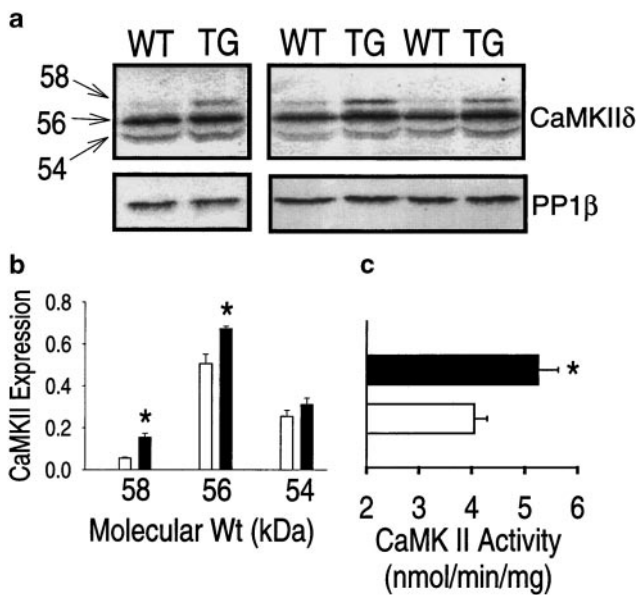 a
WT TG WT TG WT TG
58
56
54
CaMKIIδ
PP1β
b
CaMKII Expression
0.8
0.6
0.4
0.2
0.0
*
*
58 56 54
Molecular Wt (kDa)
c
*
2 3 4 5 6
CaMK II Activity
(nmol/min/mg)